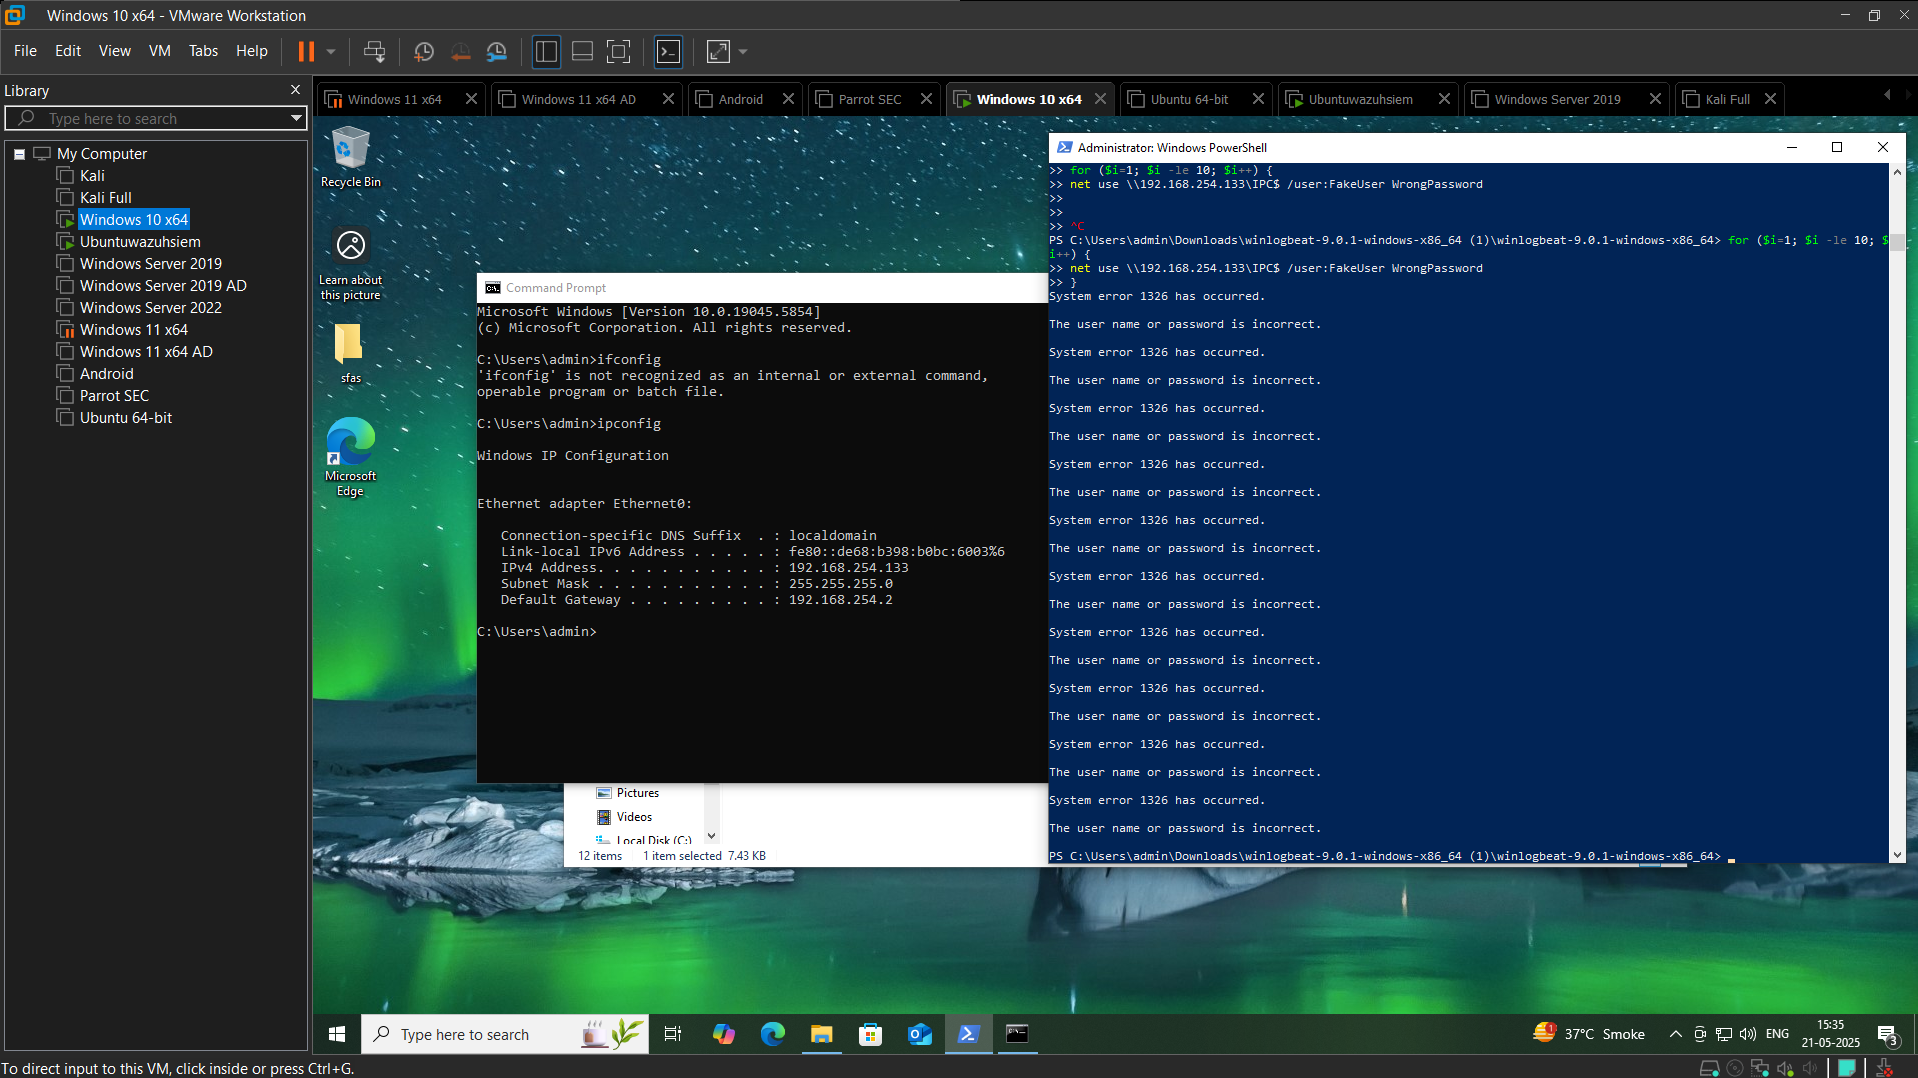 Windows 10 x64 - VMware Workstation
File Edit View VM Tabs Help
Library
Type here to search
My Computer
Kali
Kali Full
Windows 10 x64
Ubuntuwazuhsiem
Windows Server 2019
Windows Server 2019 AD
Windows Server 2022
Windows 11 x64
Windows 11 x64 AD
Android
Parrot SEC
Ubuntu 64-bit
Windows 11 x64
Windows 11 x64 AD
Android
Parrot SEC
Windows 10 x64
Ubuntu 64-bit
Ubuntuwazuhsiem
Windows Server 2019
Kali Full
Recycle Bin
Learn about
this picture
sfas
Microsoft
Edge
Command Prompt
Microsoft Windows [Version 10.0.19045.5854]
(c) Microsoft Corporation. All rights reserved.
C:\Users\admin>ifconfig
'ifconfig' is not recognized as an internal or external command,
operable program or batch file.
C:\Users\admin>ipconfig
Windows IP Configuration
Ethernet adapter Ethernet0:
Connection-specific DNS Suffix . : localdomain
Link-local IPv6 Address . . . . . : fe80::de68:b398:b0bc:6003%6
IPv4 Address. . . . . . . . . . . : 192.168.254.133
Subnet Mask . . . . . . . . . . . : 255.255.255.0
Default Gateway . . . . . . . . . : 192.168.254.2
C:\Users\admin>
Pictures
Videos
Local Disk (C:)
12 items 1 item selected 7.43 KB
Administrator: Windows PowerShell
>> for ($i=1; $i -le 10; $i++) {
>> net use \\192.168.254.133\IPC$ /user:FakeUser WrongPassword
>>
>>
>> ^C
PS C:\Users\admin\Downloads\winlogbeat-9.0.1-windows-x86_64 (1)\winlogbeat-9.0.1-windows-x86_64> for ($i=1; $i -le 10; $
i++) {
>> net use \\192.168.254.133\IPC$ /user:FakeUser WrongPassword
>> }
System error 1326 has occurred.
The user name or password is incorrect.
System error 1326 has occurred.
The user name or password is incorrect.
System error 1326 has occurred.
The user name or password is incorrect.
System error 1326 has occurred.
The user name or password is incorrect.
System error 1326 has occurred.
The user name or password is incorrect.
System error 1326 has occurred.
The user name or password is incorrect.
System error 1326 has occurred.
The user name or password is incorrect.
System error 1326 has occurred.
The user name or password is incorrect.
System error 1326 has occurred.
The user name or password is incorrect.
System error 1326 has occurred.
The user name or password is incorrect.
PS C:\Users\admin\Downloads\winlogbeat-9.0.1-windows-x86_64 (1)\winlogbeat-9.0.1-windows-x86_64>
Type here to search
1
37°C Smoke
ENG
15:35
21-05-2025
3
To direct input to this VM, click inside or press Ctrl+G.